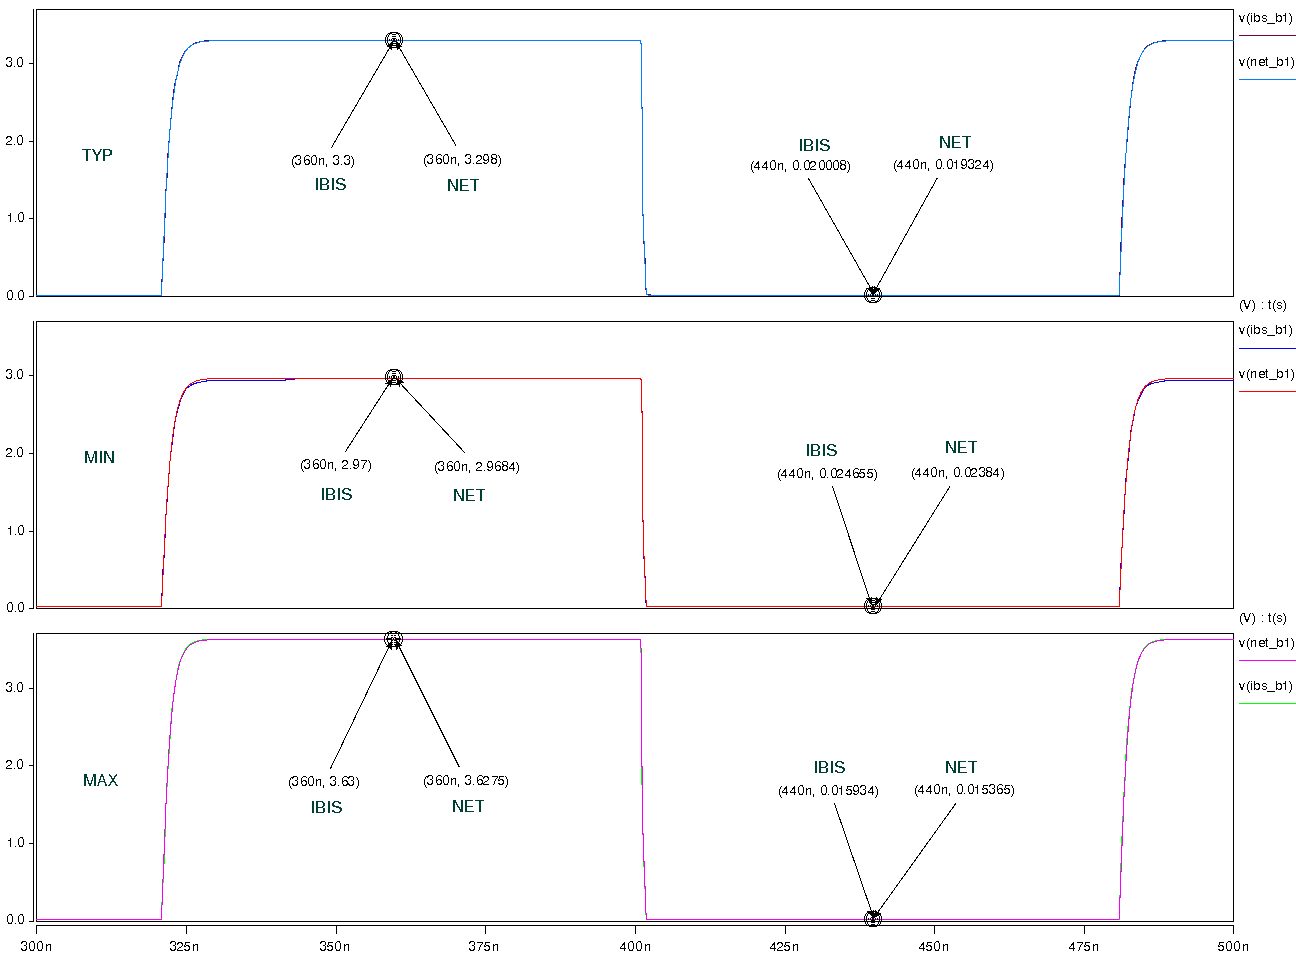 v(ibs_b1)
3.0
v(net_b1)
2.0
TYP
(360n, 3.3)
(360n, 3.298)
IBIS
NET
IBIS
NET
(440n, 0.020008)
(440n, 0.019324)
1.0
0.0
(V) : t(s)
v(ibs_b1)
3.0
v(net_b1)
2.0
MIN
(360n, 2.97)
(360n, 2.9684)
IBIS
NET
IBIS
NET
(440n, 0.024655)
(440n, 0.02384)
1.0
0.0
(V) : t(s)
v(net_b1)
3.0
v(ibs_b1)
2.0
MAX
(360n, 3.63)
(360n, 3.6275)
IBIS
NET
IBIS
NET
(440n, 0.015934)
(440n, 0.015365)
1.0
0.0
300n 325n 350n 375n 400n 425n 450n 475n 500n